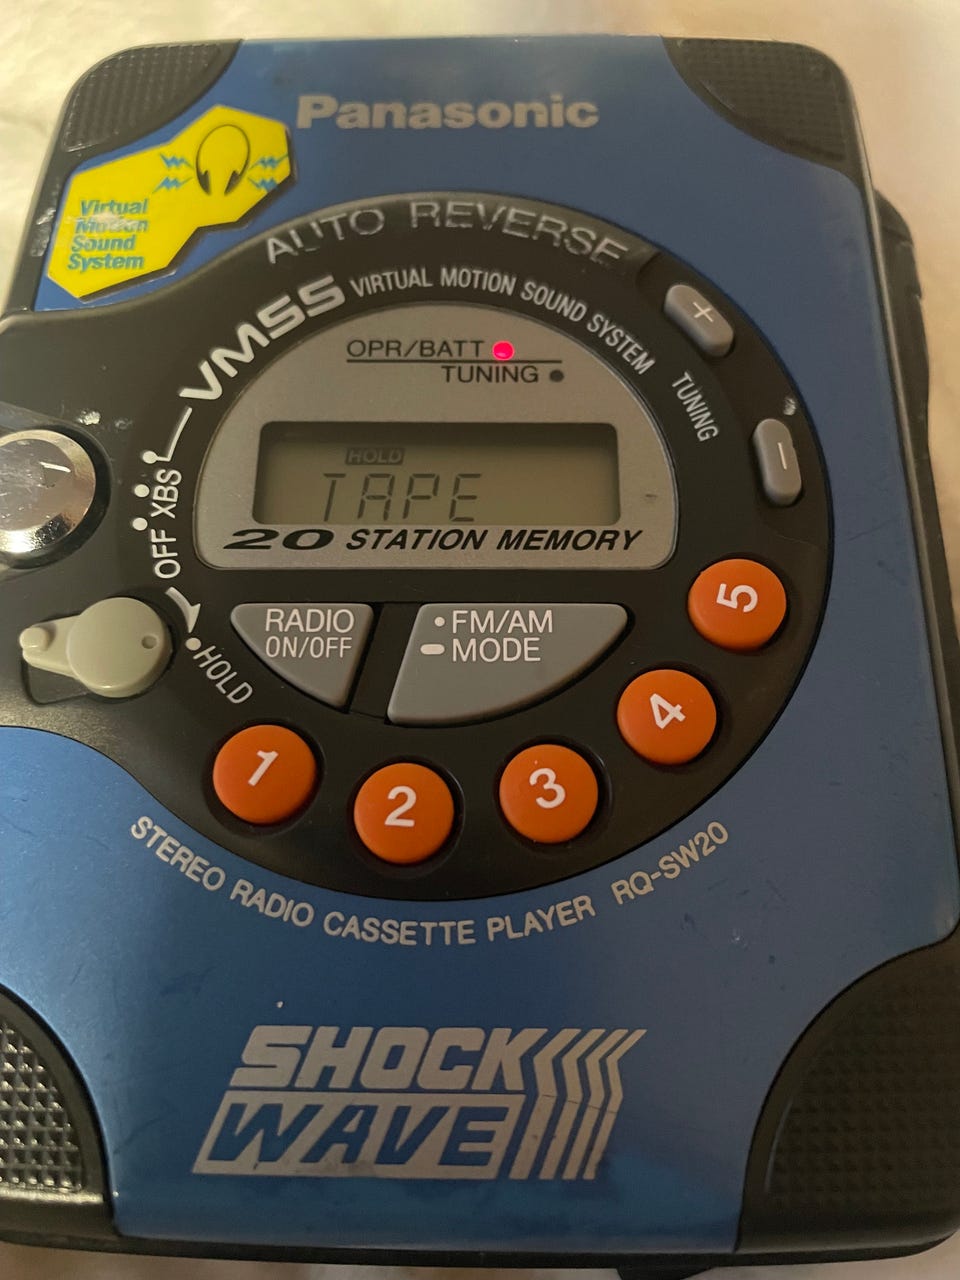 Panasonic
Virtual
Motion
Sound
System
AUTO REVERSE
VMSS VIRTUAL MOTION SOUND SYSTEM
TUNING
+
-
OPR/BATT
TUNING
HOLD
TAPE
20 STATION MEMORY
OFF XBS
HOLD
RADIO
ON/OFF
• FM/AM
- MODE
1
2
3
4
5
STEREO RADIO CASSETTE PLAYER RQ-SW20
SHOCK
WAVE